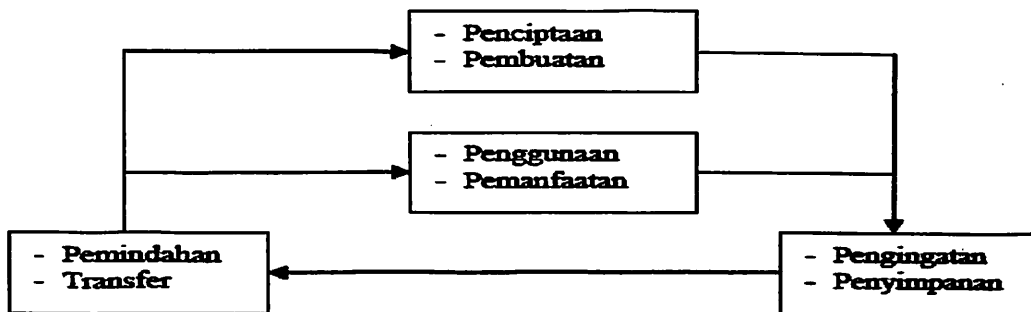 - Penciptaan
- Pembuatan
- Penggunaan
- Pemanfaatan
- Pemindahan
- Transfer
- Pengingatan
- Penyimpanan